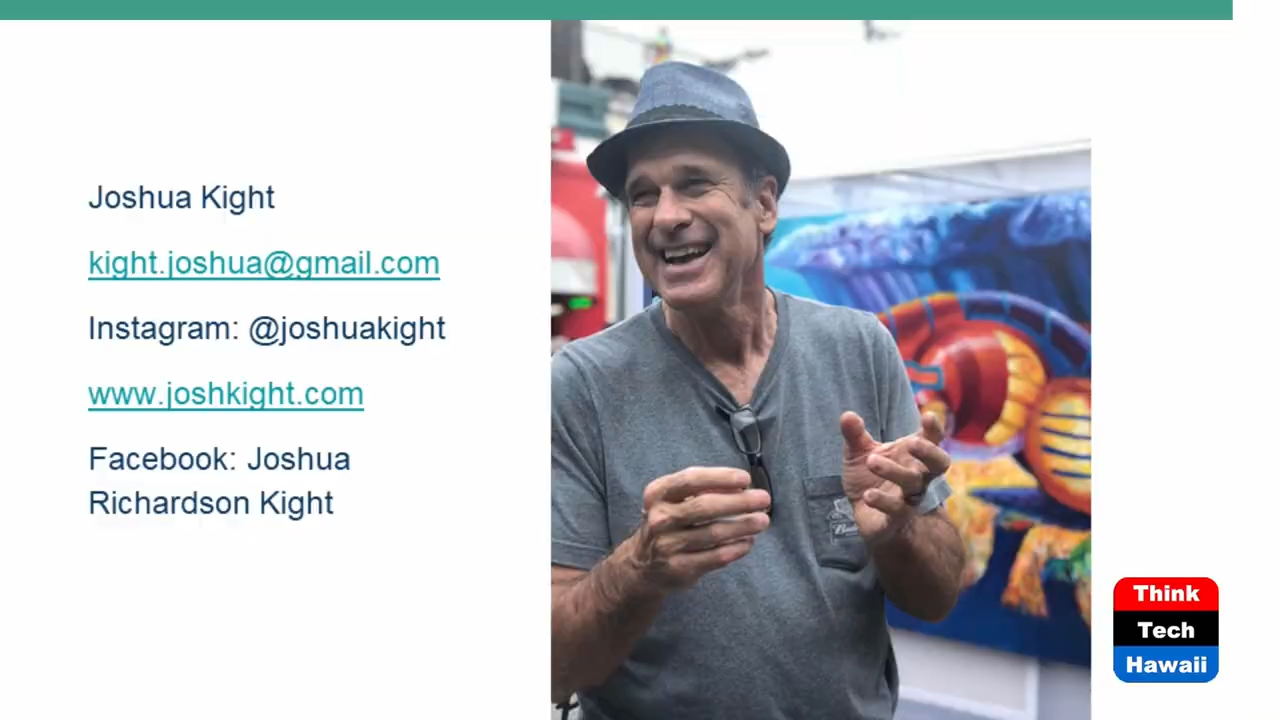 Joshua Kight
kight.joshua@gmail.com
Instagram: @joshuakight
www.joshkight.com
Facebook: Joshua
Richardson Kight
Think
Tech
Hawaii